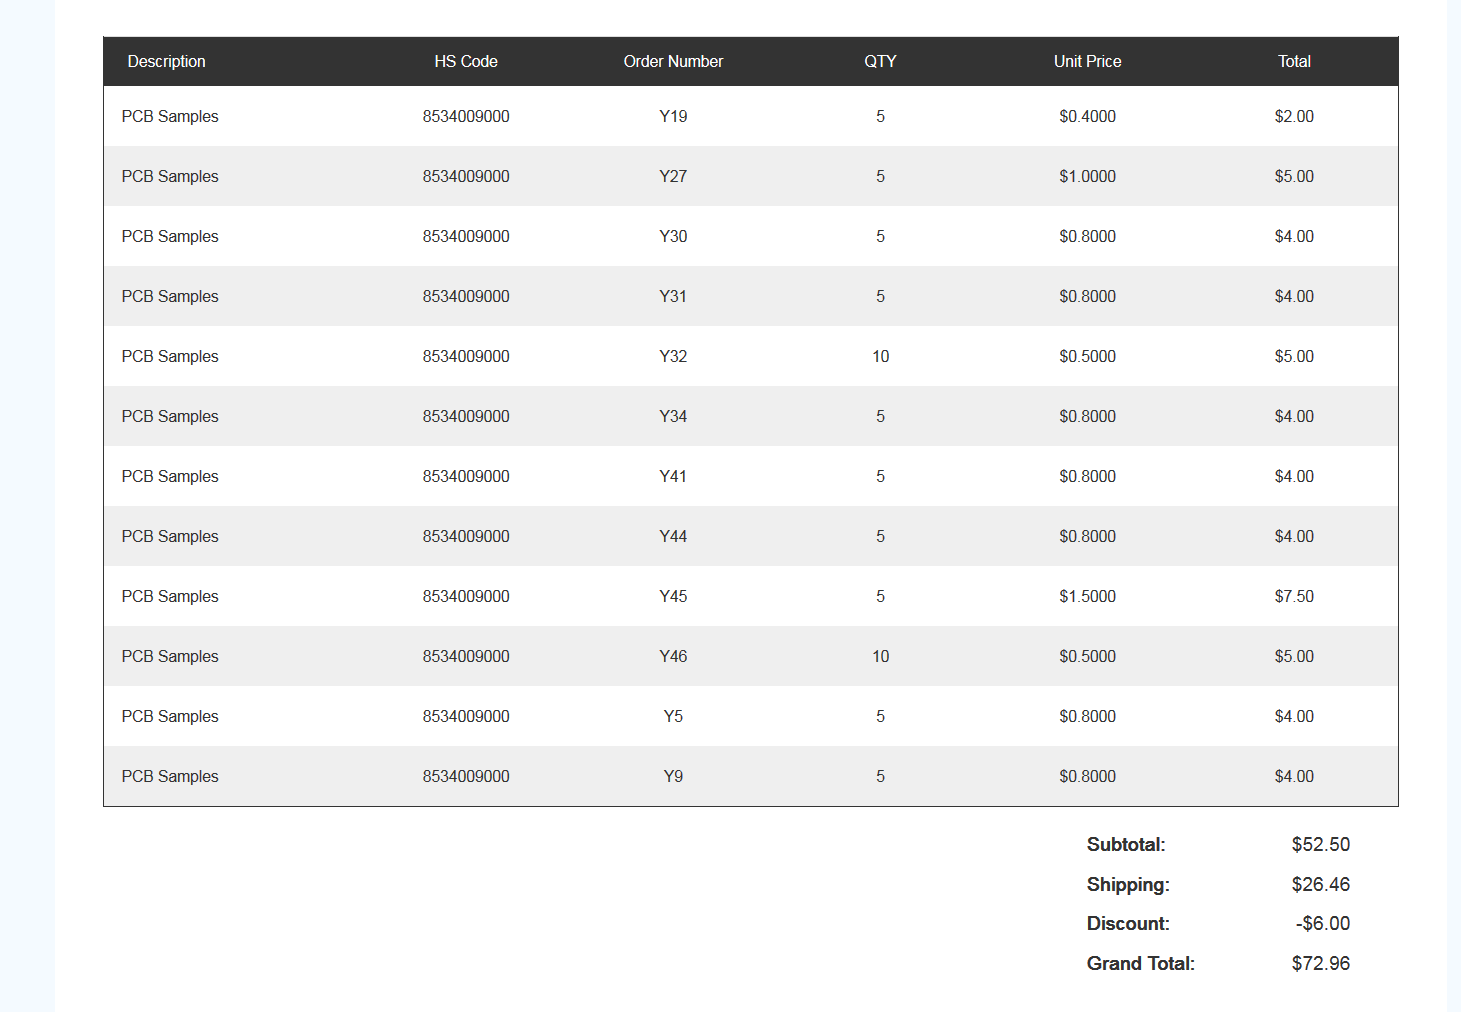 Description HS Code Order Number QTY Unit Price Total
PCB Samples 8534009000 Y19 5 $0.4000 $2.00
PCB Samples 8534009000 Y27 5 $1.0000 $5.00
PCB Samples 8534009000 Y30 5 $0.8000 $4.00
PCB Samples 8534009000 Y31 5 $0.8000 $4.00
PCB Samples 8534009000 Y32 10 $0.5000 $5.00
PCB Samples 8534009000 Y34 5 $0.8000 $4.00
PCB Samples 8534009000 Y41 5 $0.8000 $4.00
PCB Samples 8534009000 Y44 5 $0.8000 $4.00
PCB Samples 8534009000 Y45 5 $1.5000 $7.50
PCB Samples 8534009000 Y46 10 $0.5000 $5.00
PCB Samples 8534009000 Y5 5 $0.8000 $4.00
PCB Samples 8534009000 Y9 5 $0.8000 $4.00
Subtotal: $52.50
Shipping: $26.46
Discount: -$6.00
Grand Total: $72.96